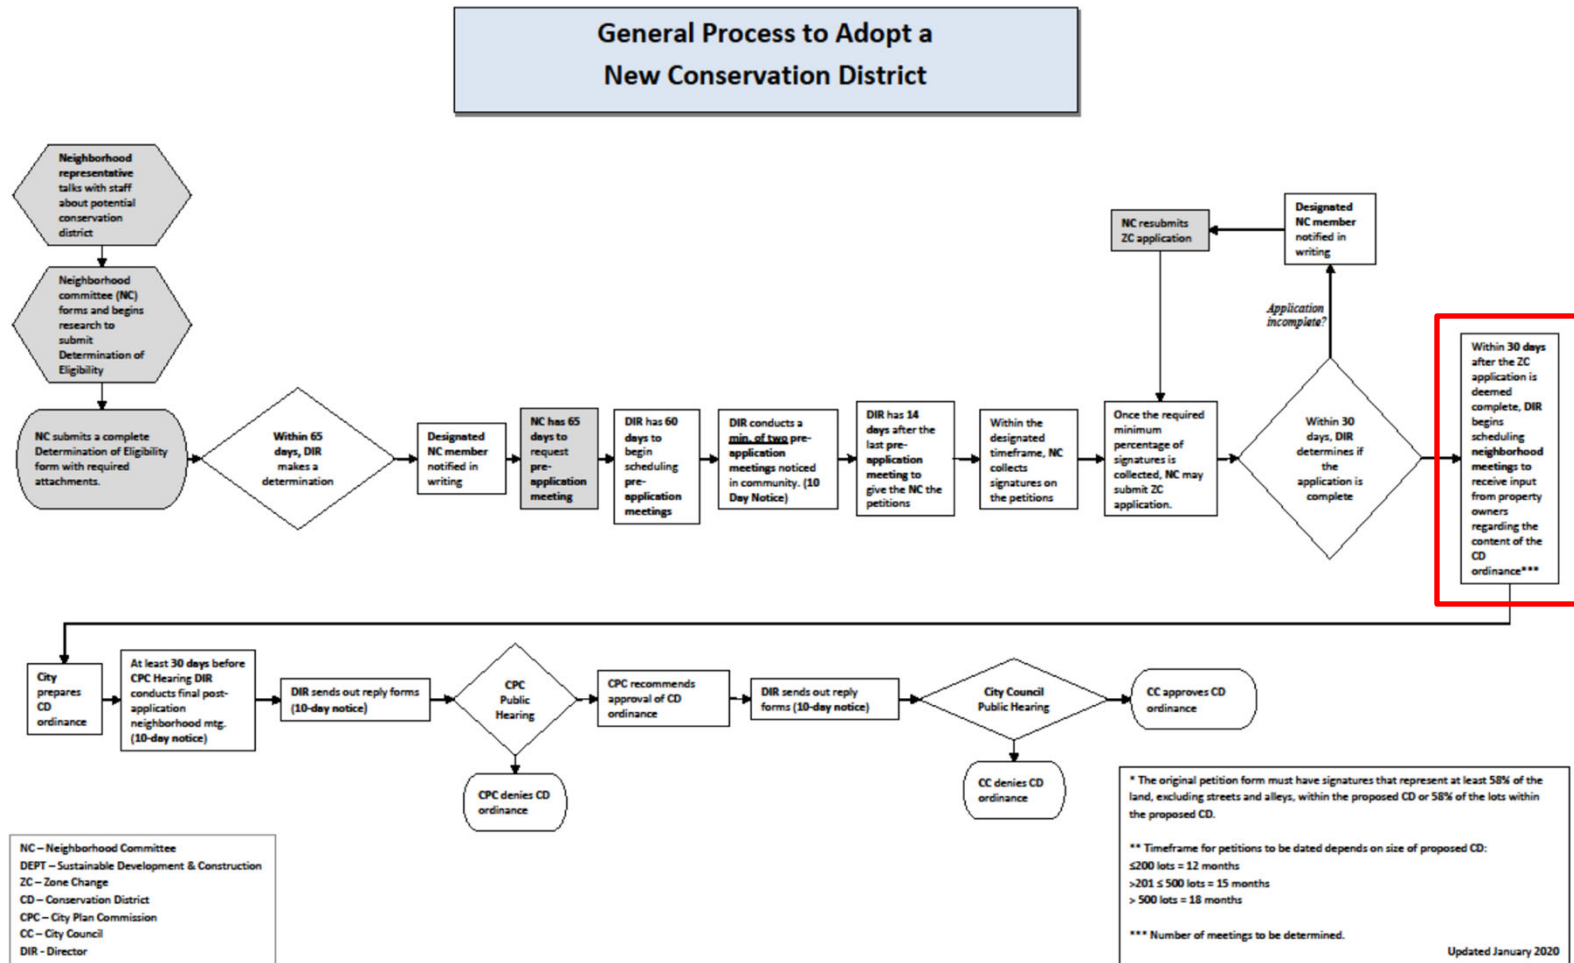 General Process to Adopt a
New Conservation District
Neighborhood
representative
talks with staff
about potential
conservation
district
Neighborhood
committee (NC)
forms and begins
research to
submit
Determination of
Eligibility
NC submits a complete
Determination of Eligibility
form with required
attachments.
Within 65
days, DIR
makes a
determination
Designated
NC member
notified in
writing
NC has 65
days to
request
pre-
application
meeting
DIR has 60
days to
begin
scheduling
pre-
application
meetings
DIR conducts a
min. of two pre-
application
meetings noticed
in community. (10
Day Notice)
DIR has 14
days after the
last pre-
application
meeting to
give the NC the
petitions
Within the
designated
timeframe, NC
collects
signatures on
the petitions
Once the required
minimum
percentage of
signatures is
collected, NC may
submit ZC
application.
Within 30
days, DIR
determines if
the
application is
complete
Application
incomplete?
Designated
NC member
notified in
writing
NC resubmits
ZC application
Within 30 days
after the ZC
application is
deemed
complete, DIR
begins
scheduling
neighborhood
meetings to
receive input
from property
owners
regarding the
content of the
CD
ordinance***
City
prepares
CD
ordinance
At least 30 days before
CPC Hearing DIR
conducts final post-
application
neighborhood mtg.
(10-day notice)
DIR sends out reply forms
(10-day notice)
CPC
Public
Hearing
CPC denies CD
ordinance
CPC recommends
approval of CD
ordinance
DIR sends out reply
forms (10-day notice)
City Council
Public Hearing
CC approves CD
ordinance
CC denies CD
ordinance
NC – Neighborhood Committee
DEPT – Sustainable Development & Construction
ZC – Zone Change
CD – Conservation District
CPC – City Plan Commission
CC – City Council
DIR - Director
* The original petition form must have signatures that represent at least 58% of the
land, excluding streets and alleys, within the proposed CD or 58% of the lots within
the proposed CD.
** Timeframe for petitions to be dated depends on size of proposed CD:
≤200 lots = 12 months
>201 ≤ 500 lots = 15 months
> 500 lots = 18 months
*** Number of meetings to be determined.
Updated January 2020